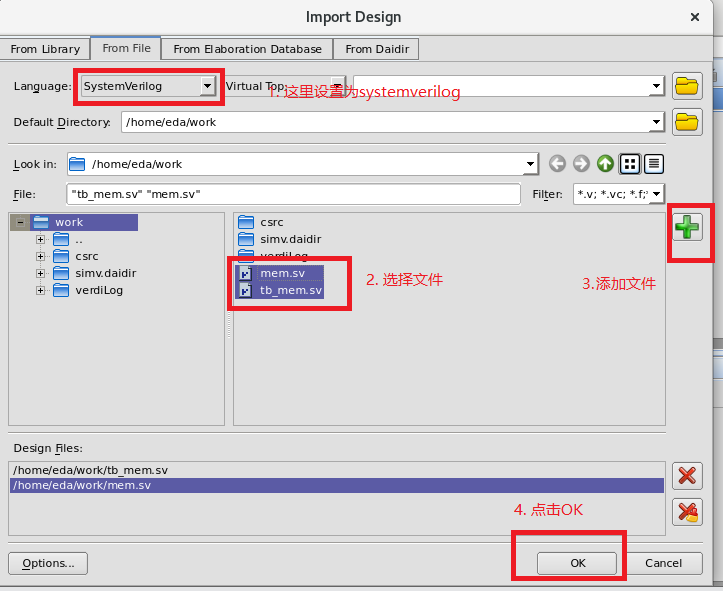 Import Design
From Library
From File
From Elaboration Database
From Daidir
Language: SystemVerilog Virtual Top:
1. 这里设置为systemverilog
Default Directory: /home/eda/work
Look in: /home/eda/work
File: "tb_mem.sv" "mem.sv" Filter: *.v; *.vc; *.f;
work
..
csrc
simv.daidir
verdiLog
csrc
simv.daidir
verdiLog
mem.sv
tb_mem.sv
2. 选择文件
3.添加文件
Design Files:
/home/eda/work/tb_mem.sv
/home/eda/work/mem.sv
4. 点击OK
Options...
OK
Cancel